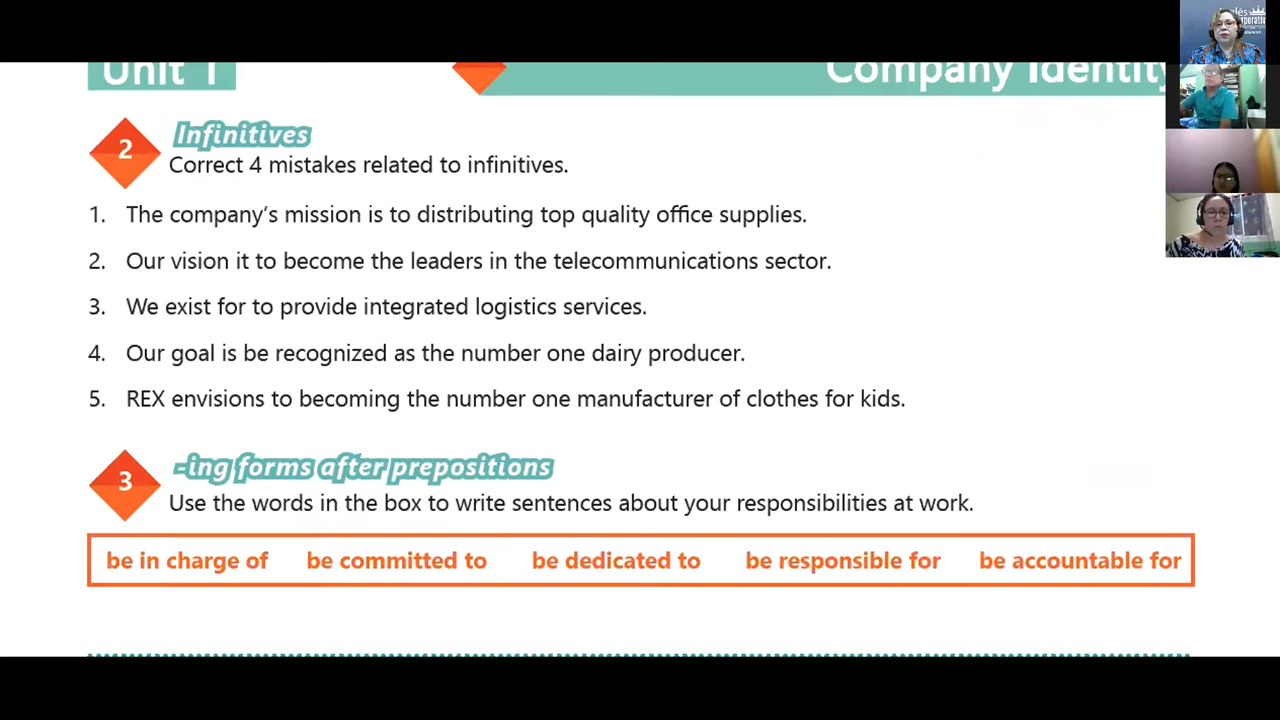 Unit 1
Company Identity
2
Infinitives
Correct 4 mistakes related to infinitives.
1. The company's mission is to distributing top quality office supplies.
2. Our vision it to become the leaders in the telecommunications sector.
3. We exist for to provide integrated logistics services.
4. Our goal is be recognized as the number one dairy producer.
5. REX envisions to becoming the number one manufacturer of clothes for kids.
3
-ing forms after prepositions
Use the words in the box to write sentences about your responsibilities at work.
be in charge of be committed to be dedicated to be responsible for be accountable for